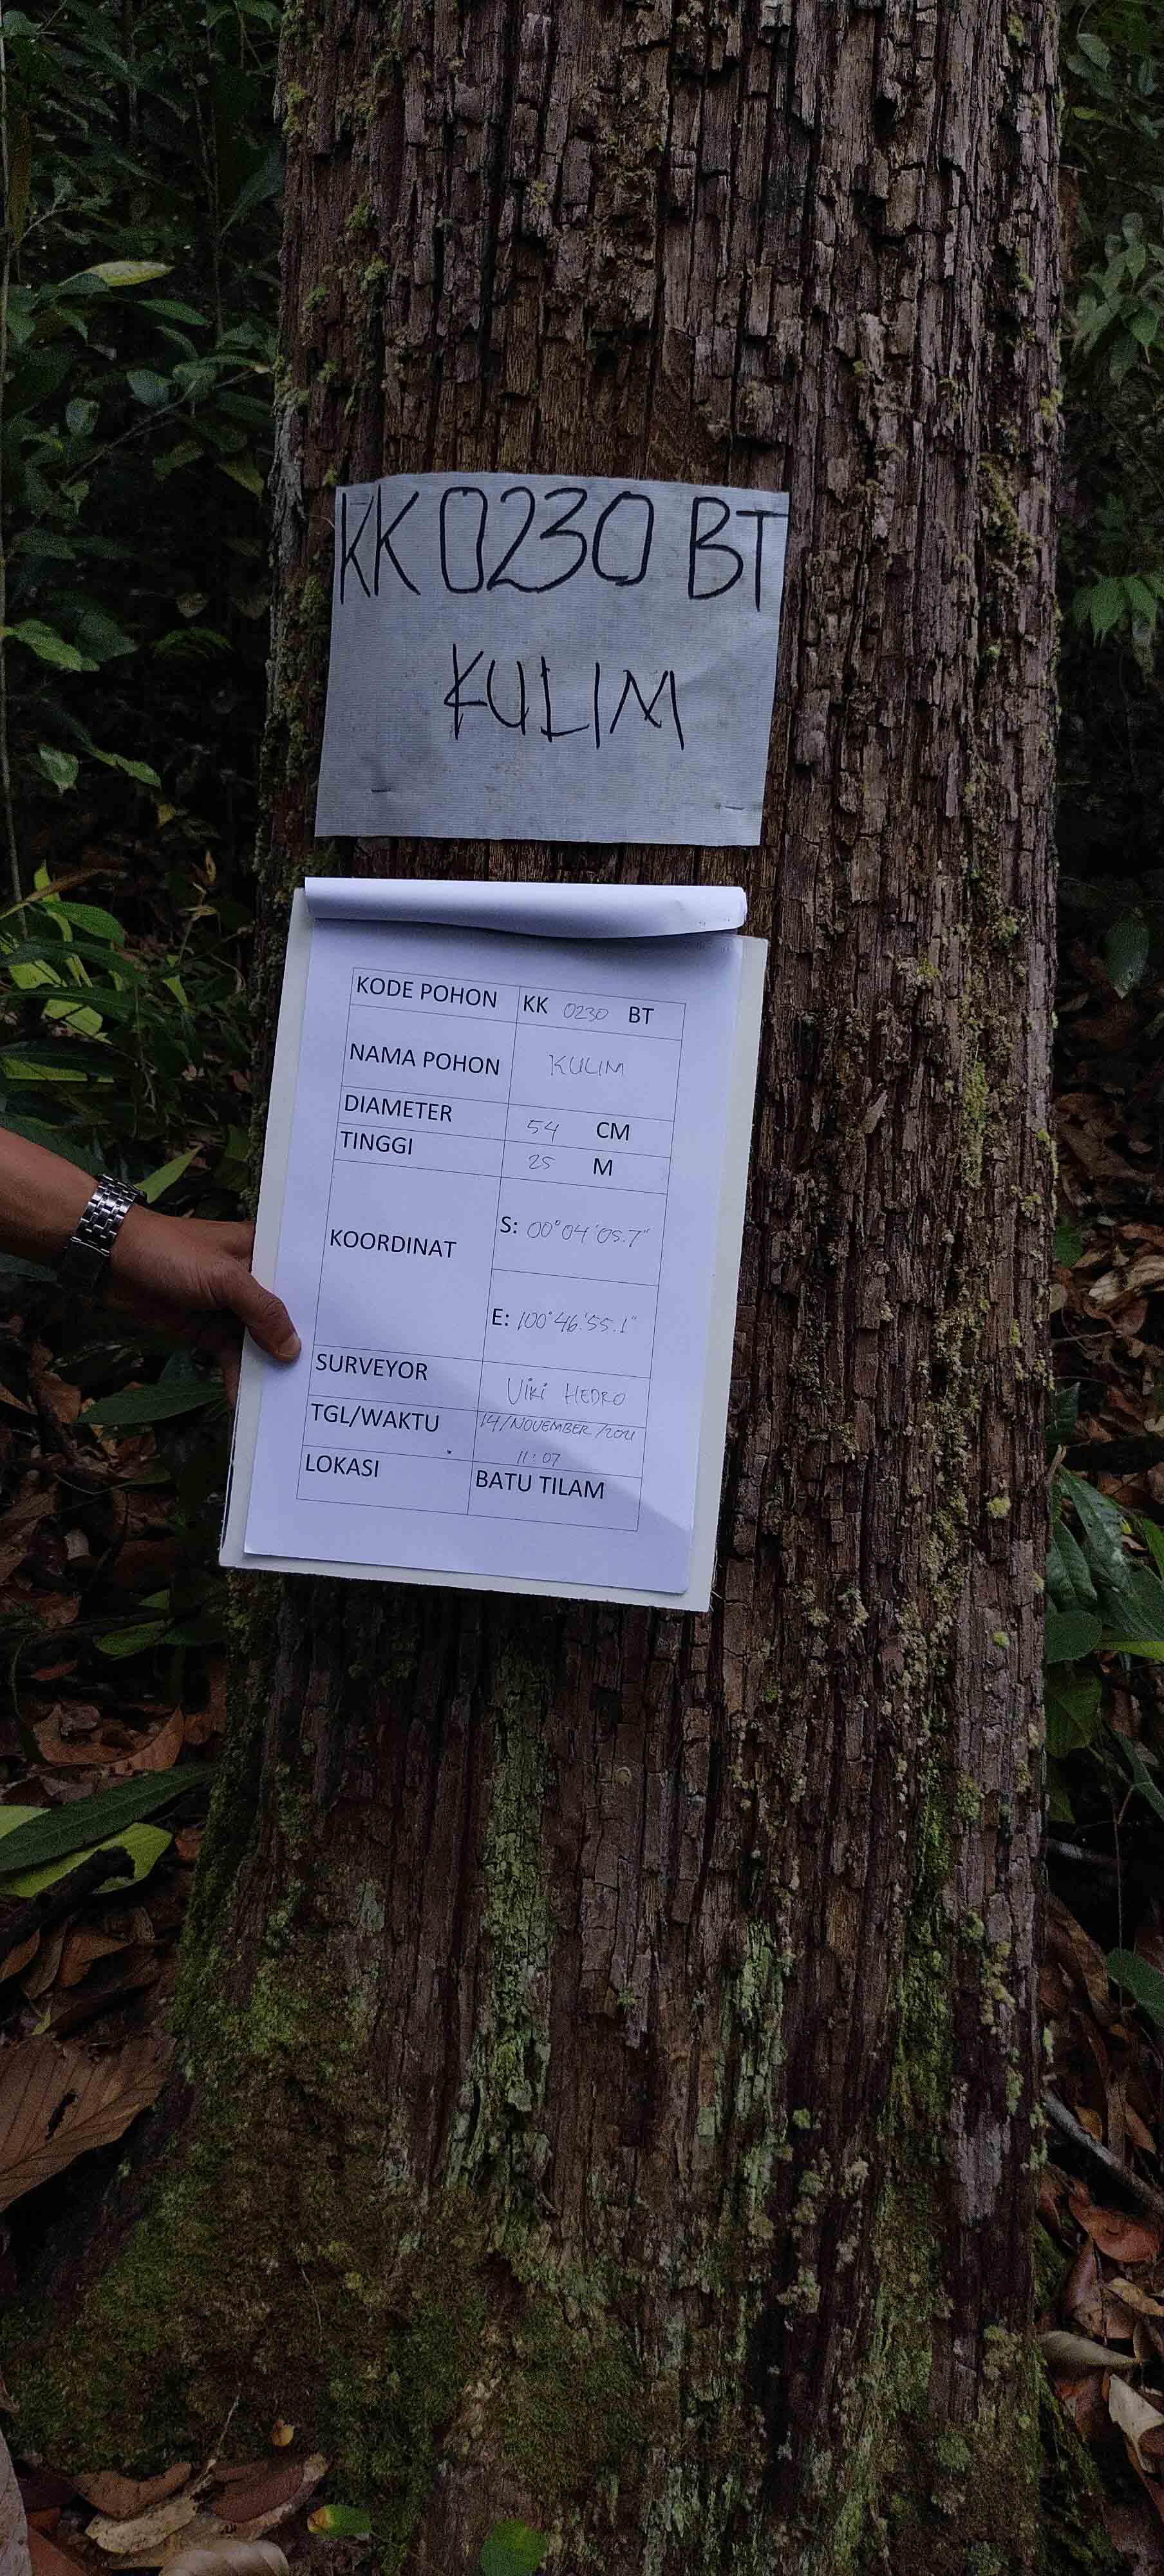 KK 0230 BT
KULIM
KODE POHON KK 0230 BT
NAMA POHON KULIM
DIAMETER 54 CM
TINGGI 25 M
KOORDINAT
S: 00°04'05.7"
E: 100°46'55.1"
SURVEYOR Viki HEDRO
TGL/WAKTU 14/NOVEMBER/2021
11:07
LOKASI BATU TILAM